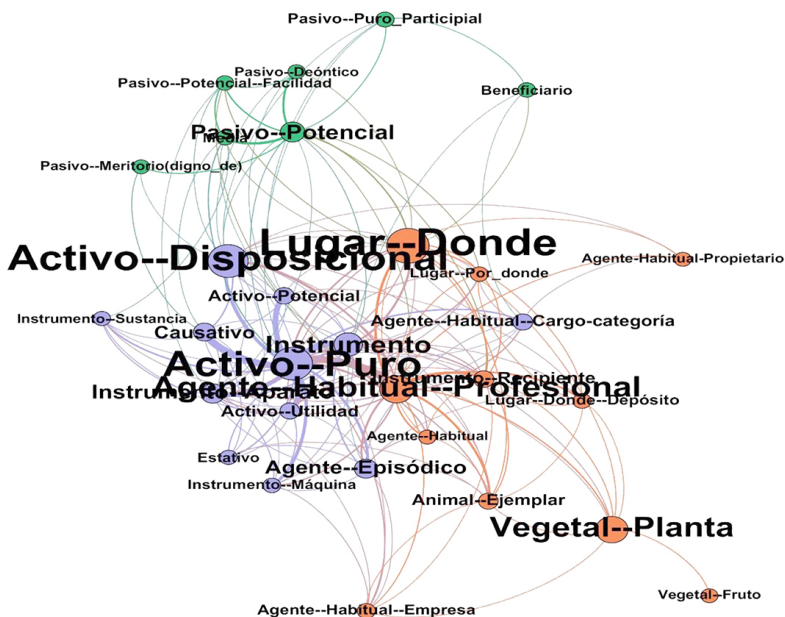 Pasivo--Puro_Participial
Pasivo--Deóntico
Pasivo--Potencial--Facilidad
Beneficiario
Pasivo--Potencial
Media
Pasivo--Meritorio(digno_de)
Lugar--Donde
Activo--Disposicional
Agente-Habitual-Propietario
Lugar--Por_donde
Activo--Potencial
Instrumento--Sustancia
Agente--Habitual--Cargo-categoría
Causativo
Instrumento
Activo--Puro
Instrumento--Recipiente
Agente--Habitual--Profesional
Instrumento--Aparato
Lugar--Donde--Depósito
Activo--Utilidad
Agente--Habitual
Estativo
Agente--Episódico
Instrumento--Máquina
Animal--Ejemplar
Vegetal--Planta
Vegetal--Fruto
Agente--Habitual--Empresa